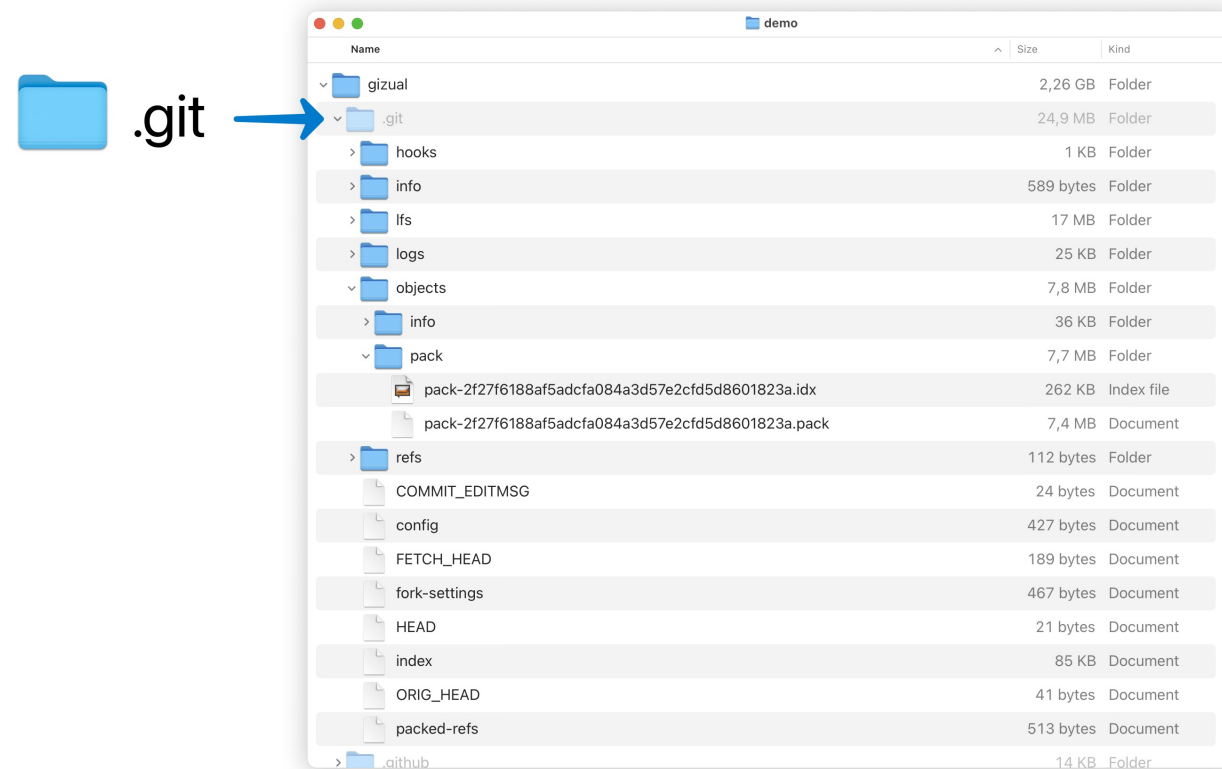 demo
Name Size Kind
gizual 2,26 GB Folder
.git
.git 24,9 MB Folder
hooks 1 KB Folder
info 589 bytes Folder
lfs 17 MB Folder
logs 25 KB Folder
objects 7,8 MB Folder
info 36 KB Folder
pack 7,7 MB Folder
pack-2f27f6188af5adcfa084a3d57e2cfd5d8601823a.idx 262 KB Index file
pack-2f27f6188af5adcfa084a3d57e2cfd5d8601823a.pack 7,4 MB Document
refs 112 bytes Folder
COMMIT_EDITMSG 24 bytes Document
config 427 bytes Document
FETCH_HEAD 189 bytes Document
fork-settings 467 bytes Document
HEAD 21 bytes Document
index 85 KB Document
ORIG_HEAD 41 bytes Document
packed-refs 513 bytes Document
.github 14 KB Folder